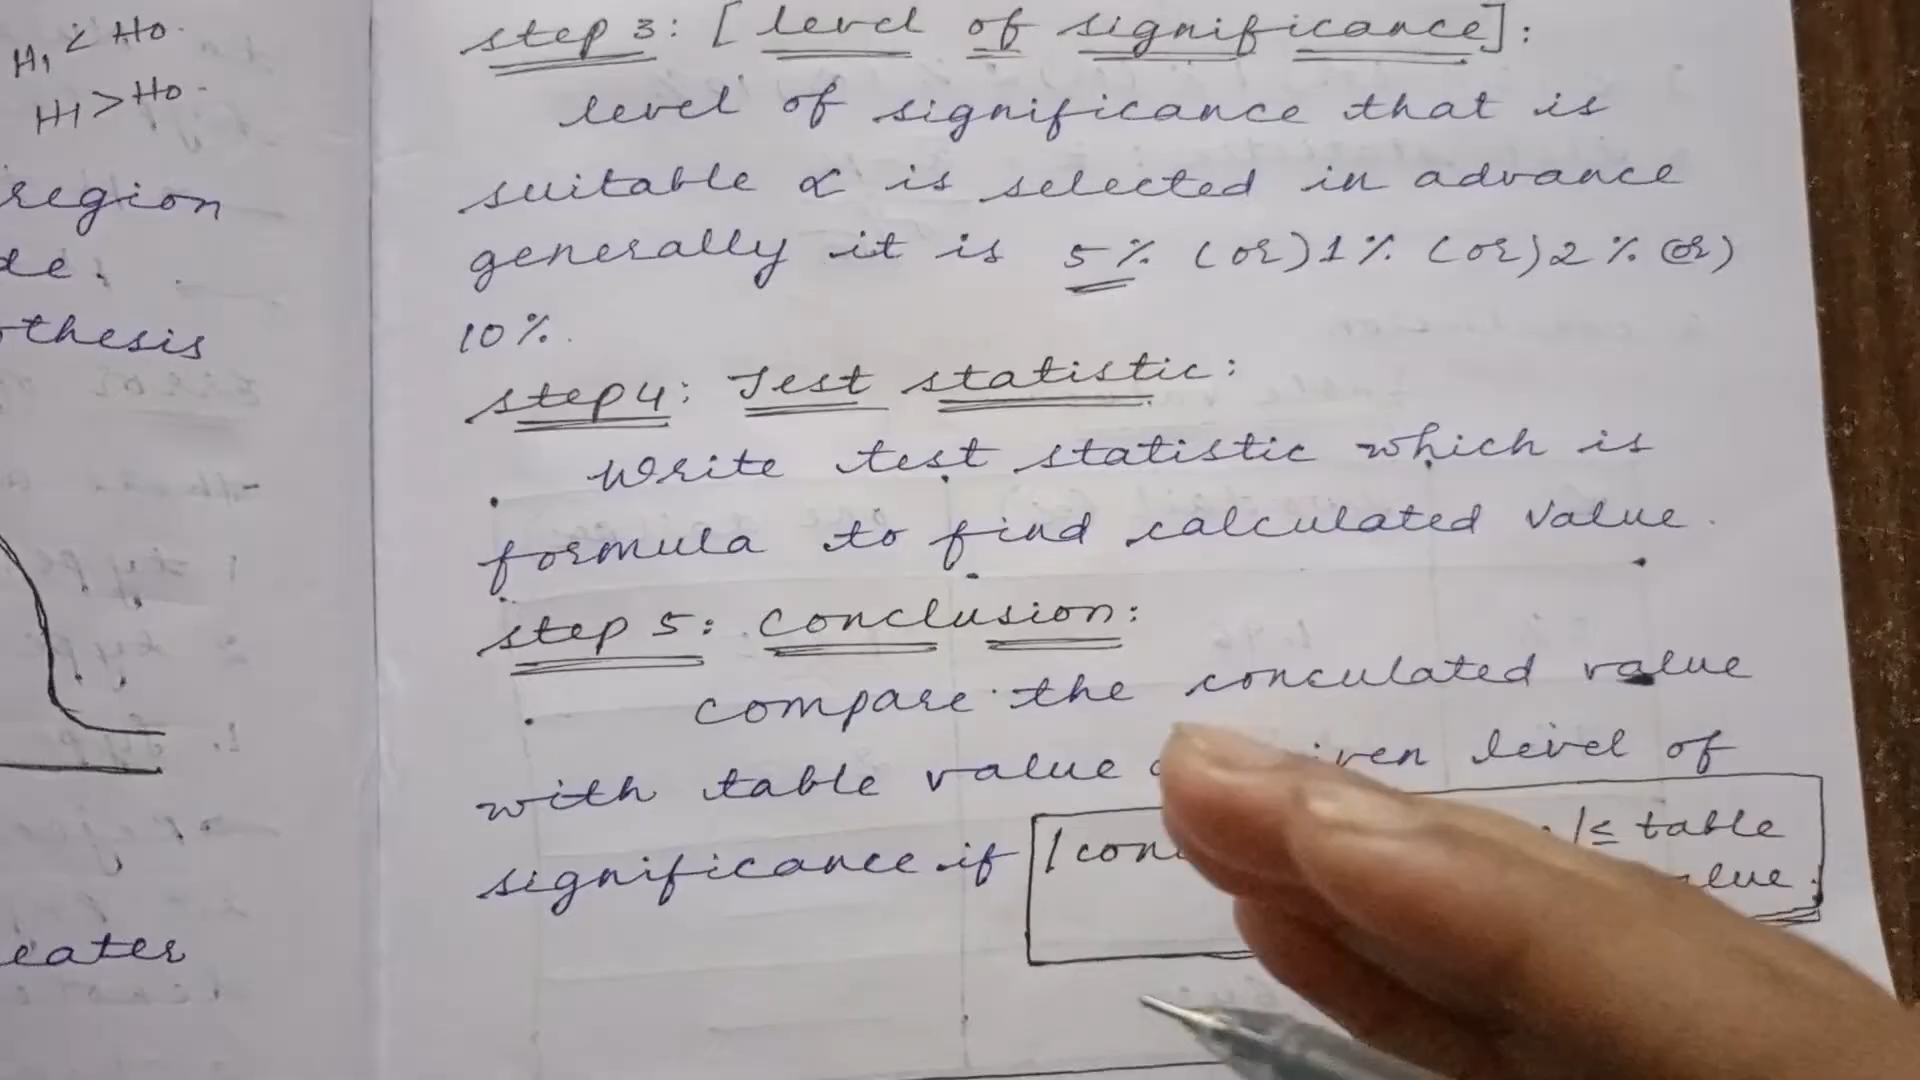 H1 < H0.
H1 > H0.
region
thesis
eater
step 3: [level of significance]:
level of significance that is
suitable α is selected in advance
generally it is 5% (or) 1% (or) 2% (or)
10%.
step 4: Test statistic:
Write test statistic which is
formula to find calculated value.
step 5: Conclusion:
compare the conculated value
with table value level of
significance if | ≤ table